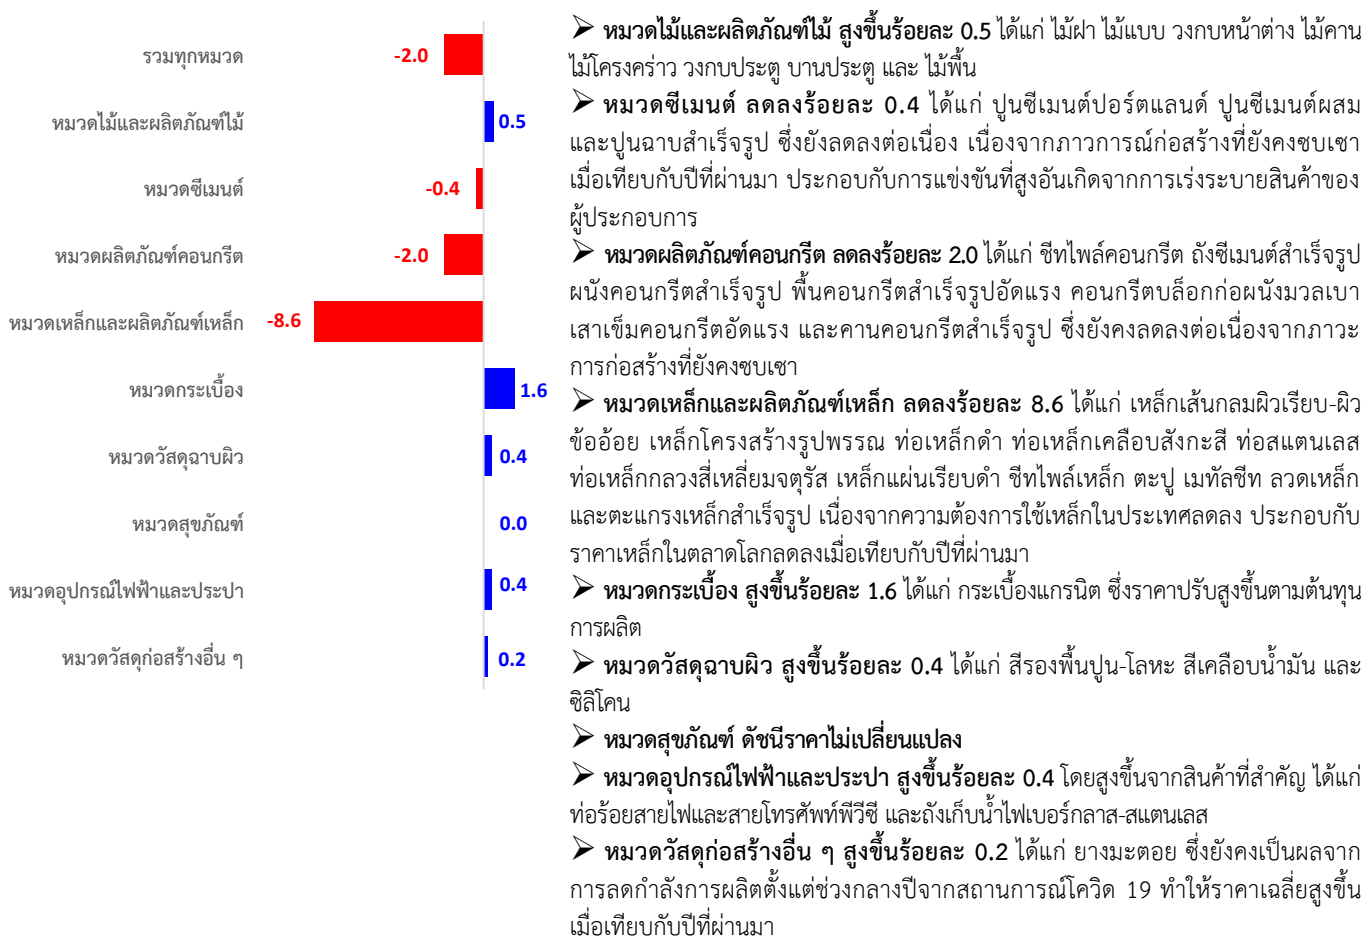 รวมทุกหมวด
-2.0
หมวดไม้และผลิตภัณฑ์ไม้
0.5
หมวดซีเมนต์
-0.4
หมวดผลิตภัณฑ์คอนกรีต
-2.0
หมวดเหล็กและผลิตภัณฑ์เหล็ก
-8.6
หมวดกระเบื้อง
1.6
หมวดวัสดุฉาบผิว
0.4
หมวดสุขภัณฑ์
0.0
หมวดอุปกรณ์ไฟฟ้าและประปา
0.4
หมวดวัสดุก่อสร้างอื่น ๆ
0.2
➢ หมวดไม้และผลิตภัณฑ์ไม้ สูงขึ้นร้อยละ 0.5 ได้แก่ ไม้ฝา ไม้แบบ วงกบหน้าต่าง ไม้คาน
ไม้โครงคร่าว วงกบประตู บานประตู และ ไม้พื้น
➢ หมวดซีเมนต์ ลดลงร้อยละ 0.4 ได้แก่ ปูนซีเมนต์ปอร์ตแลนด์ ปูนซีเมนต์ผสม
และปูนฉาบสำเร็จรูป ซึ่งยังลดลงต่อเนื่อง เนื่องจากภาวการณ์ก่อสร้างที่ยังคงซบเซา
เมื่อเทียบกับปีที่ผ่านมา ประกอบกับการแข่งขันที่สูงอันเกิดจากการเร่งระบายสินค้าของ
ผู้ประกอบการ
➢ หมวดผลิตภัณฑ์คอนกรีต ลดลงร้อยละ 2.0 ได้แก่ ชีทไพล์คอนกรีต ถังซีเมนต์สำเร็จรูป
ผนังคอนกรีตสำเร็จรูป พื้นคอนกรีตสำเร็จรูปอัดแรง คอนกรีตบล็อกก่อผนังมวลเบา
เสาเข็มคอนกรีตอัดแรง และคานคอนกรีตสำเร็จรูป ซึ่งยังคงลดลงต่อเนื่องจากภาวะ
การก่อสร้างที่ยังคงซบเซา
➢ หมวดเหล็กและผลิตภัณฑ์เหล็ก ลดลงร้อยละ 8.6 ได้แก่ เหล็กเส้นกลมผิวเรียบ-ผิว
ข้ออ้อย เหล็กโครงสร้างรูปพรรณ ท่อเหล็กดำ ท่อเหล็กเคลือบสังกะสี ท่อสแตนเลส
ท่อเหล็กกลวงสี่เหลี่ยมจตุรัส เหล็กแผ่นเรียบดำ ชีทไพล์เหล็ก ตะปู เมทัลชีท ลวดเหล็ก
และตะแกรงเหล็กสำเร็จรูป เนื่องจากความต้องการใช้เหล็กในประเทศลดลง ประกอบกับ
ราคาเหล็กในตลาดโลกลดลงเมื่อเทียบกับปีที่ผ่านมา
➢ หมวดกระเบื้อง สูงขึ้นร้อยละ 1.6 ได้แก่ กระเบื้องแกรนิต ซึ่งราคาปรับสูงขึ้นตามต้นทุน
การผลิต
➢ หมวดวัสดุฉาบผิว สูงขึ้นร้อยละ 0.4 ได้แก่ สีรองพื้นปูน-โลหะ สีเคลือบน้ำมัน และ
ซิลิโคน
➢ หมวดสุขภัณฑ์ ดัชนีราคาไม่เปลี่ยนแปลง
➢ หมวดอุปกรณ์ไฟฟ้าและประปา สูงขึ้นร้อยละ 0.4 โดยสูงขึ้นจากสินค้าที่สำคัญ ได้แก่
ท่อร้อยสายไฟและสายโทรศัพท์พีวีซี และถังเก็บน้ำไฟเบอร์กลาส-สแตนเลส
➢ หมวดวัสดุก่อสร้างอื่น ๆ สูงขึ้นร้อยละ 0.2 ได้แก่ ยางมะตอย ซึ่งยังคงเป็นผลจาก
การลดกำลังการผลิตตั้งแต่ช่วงกลางปีจากสถานการณ์โควิด 19 ทำให้ราคาเฉลี่ยสูงขึ้น
เมื่อเทียบกับปีที่ผ่านมา